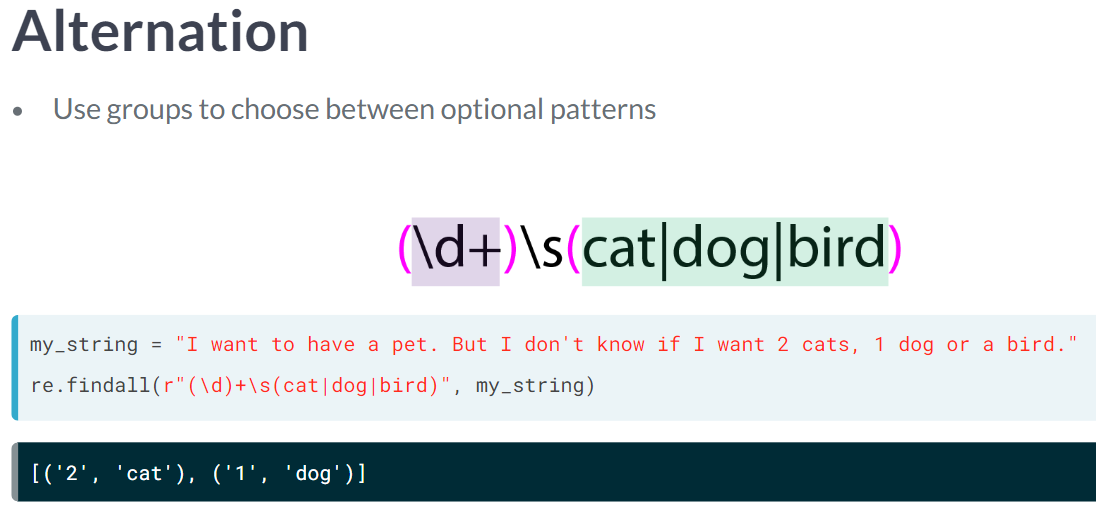 Alternation
• Use groups to choose between optional patterns
(\d+)\s(cat|dog|bird)
my_string = "I want to have a pet. But I don't know if I want 2 cats, 1 dog or a bird."
re.findall(r"(\d)+\s(cat|dog|bird)", my_string)
[('2', 'cat'), ('1', 'dog')]